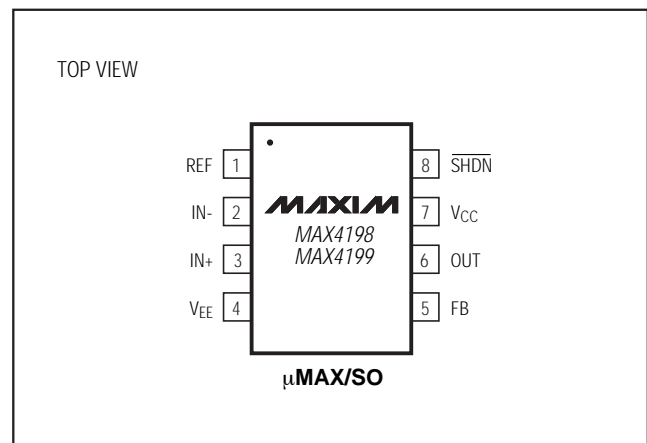 TOP VIEW
REF 1
8 SHDN
IN- 2
MAXIM
7 VCC
MAX4198
IN+ 3
MAX4199
6 OUT
VEE 4
5 FB
μMAX/SO